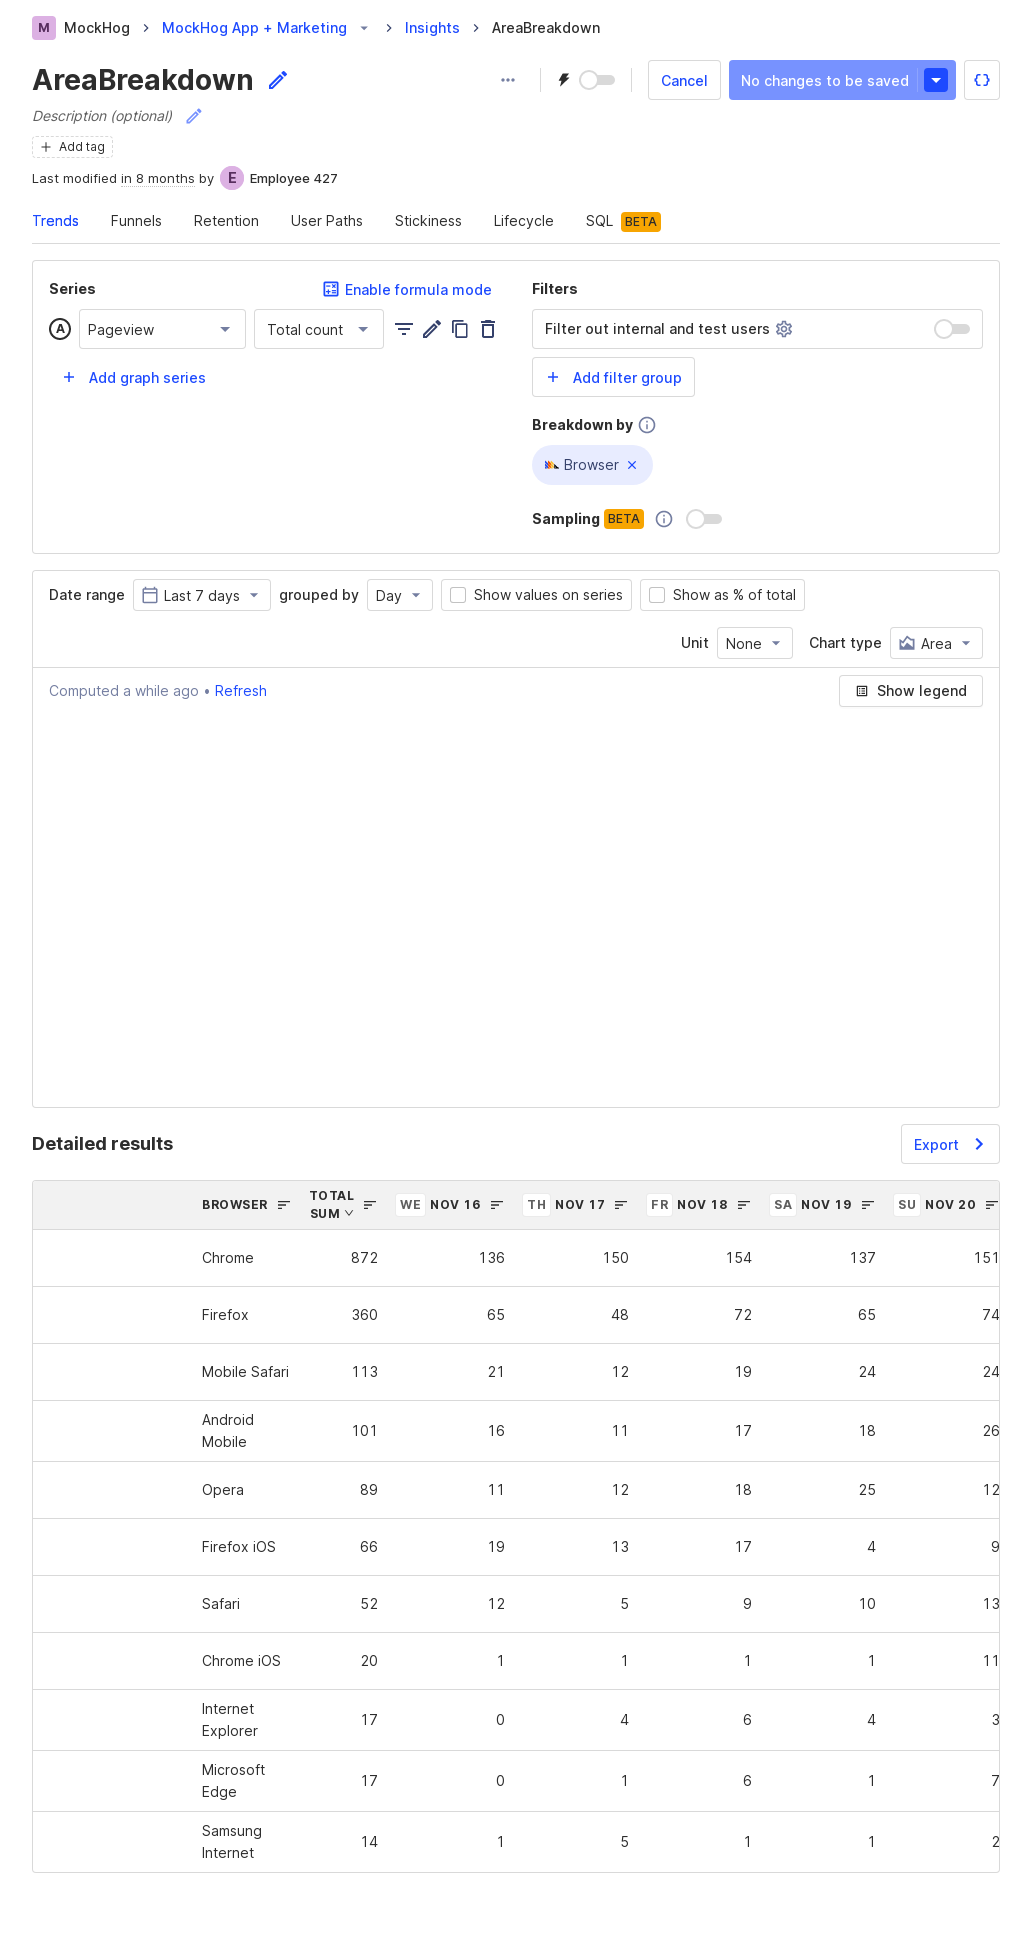 M MockHog MockHog App + Marketing Insights AreaBreakdown
AreaBreakdown Cancel No changes to be saved {}
Description (optional)
Add tag
Last modified in 8 months by E Employee 427
Trends Funnels Retention User Paths Stickiness Lifecycle SQL BETA
Series Enable formula mode Filters
A Pageview Total count Filter out internal and test users
Add graph series Add filter group
Breakdown by
Browser
Sampling BETA
Date range Last 7 days grouped by Day Show values on series Show as % of total
Unit None Chart type Area
Computed a while ago • Refresh Show legend
Detailed results Export
BROWSER TOTAL SUM WE NOV 16 TH NOV 17 FR NOV 18 SA NOV 19 SU NOV 20
Chrome 872 136 150 154 137 151
Firefox 360 65 48 72 65 74
Mobile Safari 113 21 12 19 24 24
Android Mobile 101 16 11 17 18 26
Opera 89 11 12 18 25 12
Firefox iOS 66 19 13 17 4 9
Safari 52 12 5 9 10 13
Chrome iOS 20 1 1 1 1 11
Internet Explorer 17 0 4 6 4 3
Microsoft Edge 17 0 1 6 1 7
Samsung Internet 14 1 5 1 1 2